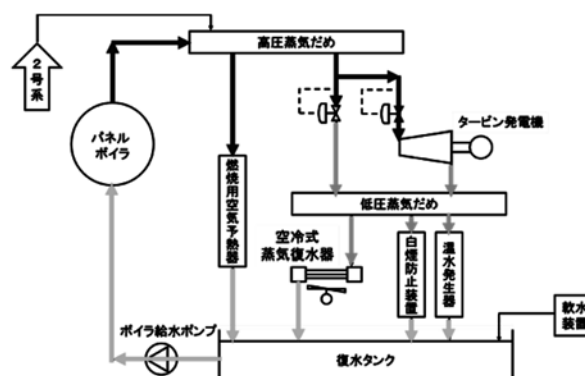 高圧蒸気だめ
2号系
パネル
ボイラ
タービン発電機
燃焼用空気予熱器
低圧蒸気だめ
空冷式
蒸気復水器
白煙防止装置
温水発生器
軟水
装置
ボイラ給水ポンプ
復水タンク